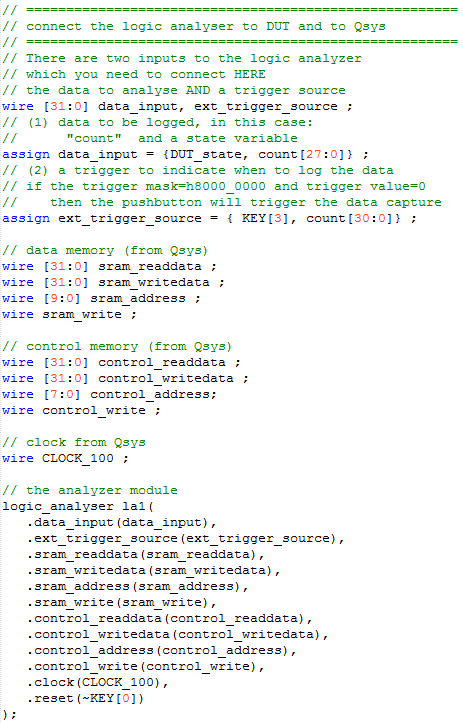 // ==================================================
// connect the logic analyser to DUT and to Qsys
// ==================================================
// There are two inputs to the logic analyzer
// which you need to connect HERE
// the data to analyse AND a trigger source
wire [31:0] data_input, ext_trigger_source ;
// (1) data to be logged, in this case:
//      "count"  and a state variable
assign data_input = {DUT_state, count[27:0]} ;
// (2) a trigger to indicate when to log the data
// if the trigger mask=h8000_0000 and trigger value=0
//    then the pushbutton will trigger the data capture
assign ext_trigger_source = { KEY[3], count[30:0]} ;

// data memory (from Qsys)
wire [31:0] sram_readdata ;
wire [31:0] sram_writedata ;
wire [9:0] sram_address ;
wire sram_write ;

// control memory (from Qsys)
wire [31:0] control_readdata ;
wire [31:0] control_writedata ;
wire [7:0] control_address;
wire control_write ;

// clock from Qsys
wire CLOCK_100 ;

// the analyzer module
logic_analyser la1(
   .data_input(data_input),
   .ext_trigger_source(ext_trigger_source),
   .sram_readdata(sram_readdata),
   .sram_writedata(sram_writedata),
   .sram_address(sram_address),
   .sram_write(sram_write),
   .control_readdata(control_readdata),
   .control_writedata(control_writedata),
   .control_address(control_address),
   .control_write(control_write),
   .clock(CLOCK_100),
   .reset(~KEY[0])
);